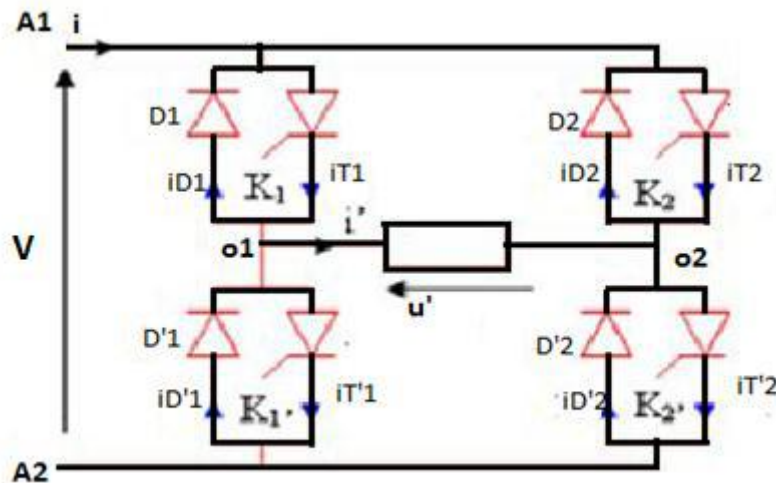 A1 i
D1
D2
iD1 K1 iT1
iD2 K2 iT2
V
o1 i'
o2
u'
D'1
D'2
iD'1 K1' iT'1
iD'2 K2' iT'2
A2